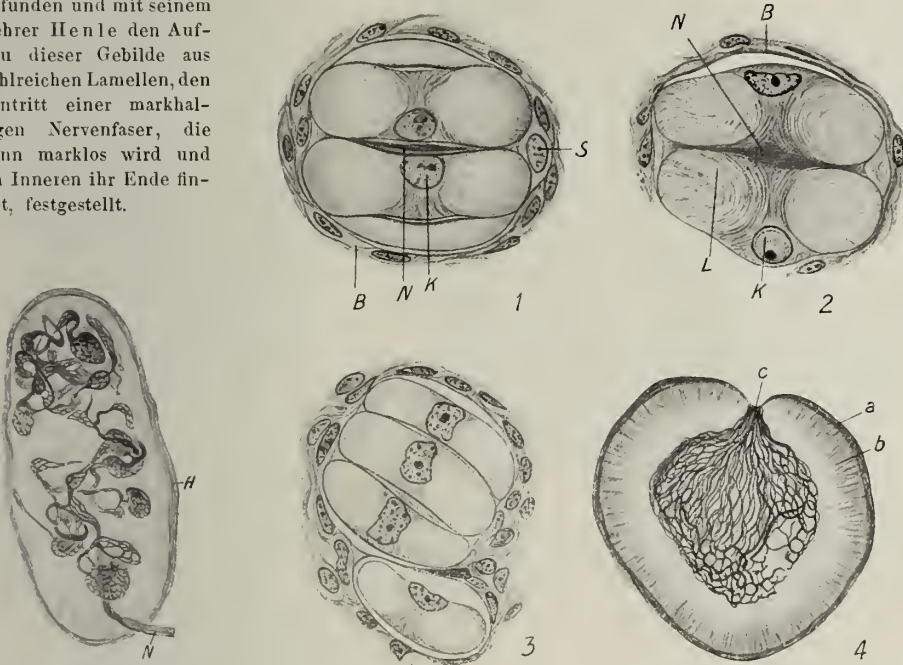 funden und mit seinem
ehrer Henle den Auf-
u dieser Gebilde aus
hlreichen Lamellen, den
ntritt einer markhal-
gen Nervenfaser, die
nn marklos wird und
n Inneren ihr Ende fin-
t, festgestellt.
S
B N K
1
N B
L K
2
H
N
3
c
a
b
4